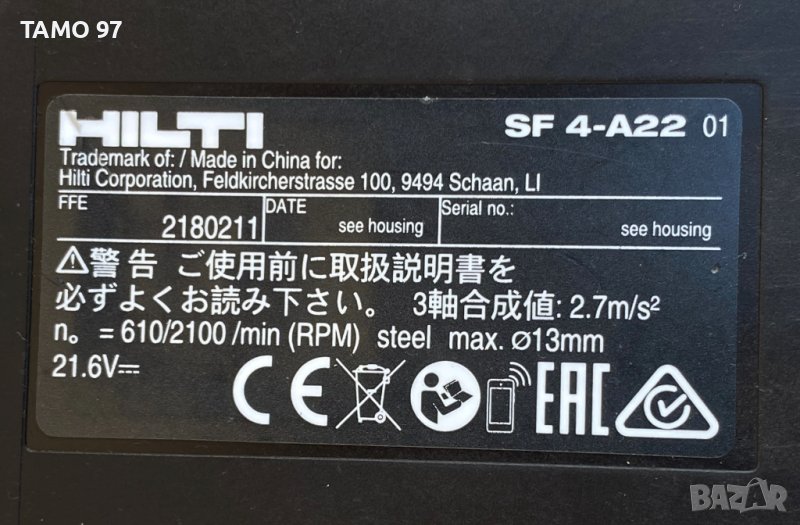 TAMO 97
HILTI
SF 4-A22 01
Trademark of: / Made in China for:
Hilti Corporation, Feldkircherstrasse 100, 9494 Schaan, LI
FFE 2180211 DATE see housing Serial no.: see housing
⚠警告 ご使用前に取扱説明書を
必ずよくお読み下さい。 3軸合成値: 2.7m/s²
n₀ = 610/2100 /min (RPM) steel max. ⌀13mm
21.6V⎓ CE EAC
BAZAR